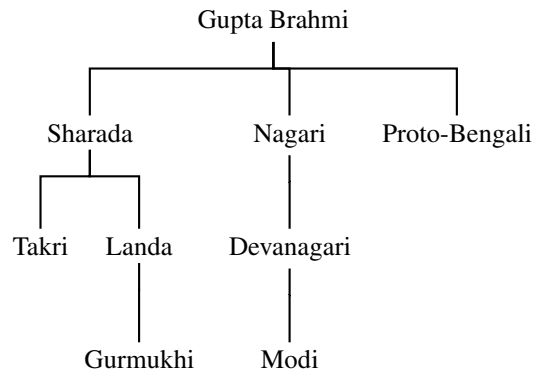 Gupta Brahmi
Sharada Nagari Proto-Bengali
Takri Landa Devanagari
Gurmukhi Modi